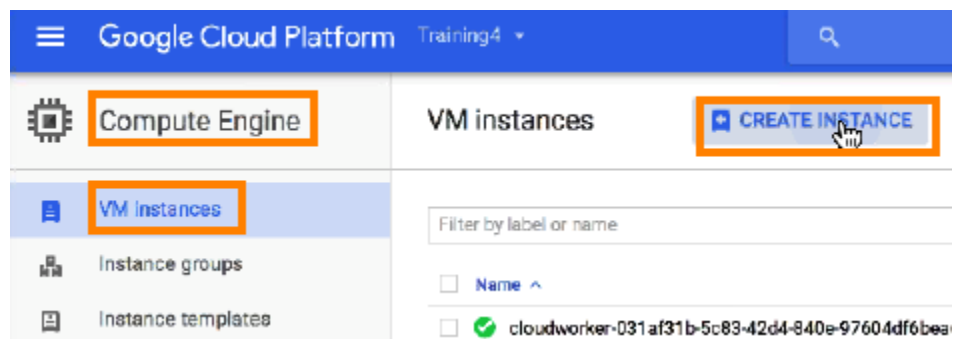 Google Cloud Platform Training4
Compute Engine
VM instances
CREATE INSTANCE
VM instances
Instance groups
Instance templates
Filter by label or name
Name
cloudworker-031af31b-5c83-42d4-840e-97604df6bea